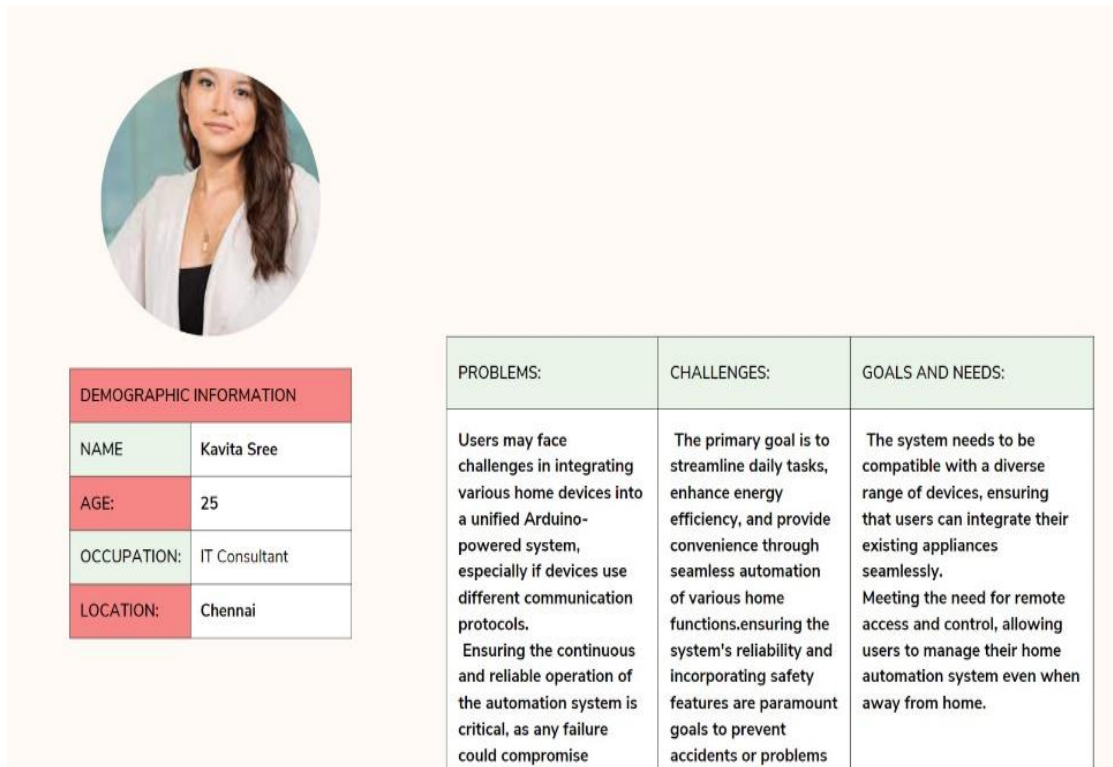 DEMOGRAPHIC INFORMATION
NAME Kavita Sree
AGE: 25
OCCUPATION: IT Consultant
LOCATION: Chennai
PROBLEMS:
Users may face
challenges in integrating
various home devices into
a unified Arduino-
powered system,
especially if devices use
different communication
protocols.
Ensuring the continuous
and reliable operation of
the automation system is
critical, as any failure
could compromise
CHALLENGES:
The primary goal is to
streamline daily tasks,
enhance energy
efficiency, and provide
convenience through
seamless automation
of various home
functions.ensuring the
system's reliability and
incorporating safety
features are paramount
goals to prevent
accidents or problems
GOALS AND NEEDS:
The system needs to be
compatible with a diverse
range of devices, ensuring
that users can integrate their
existing appliances
seamlessly.
Meeting the need for remote
access and control, allowing
users to manage their home
automation system even when
away from home.